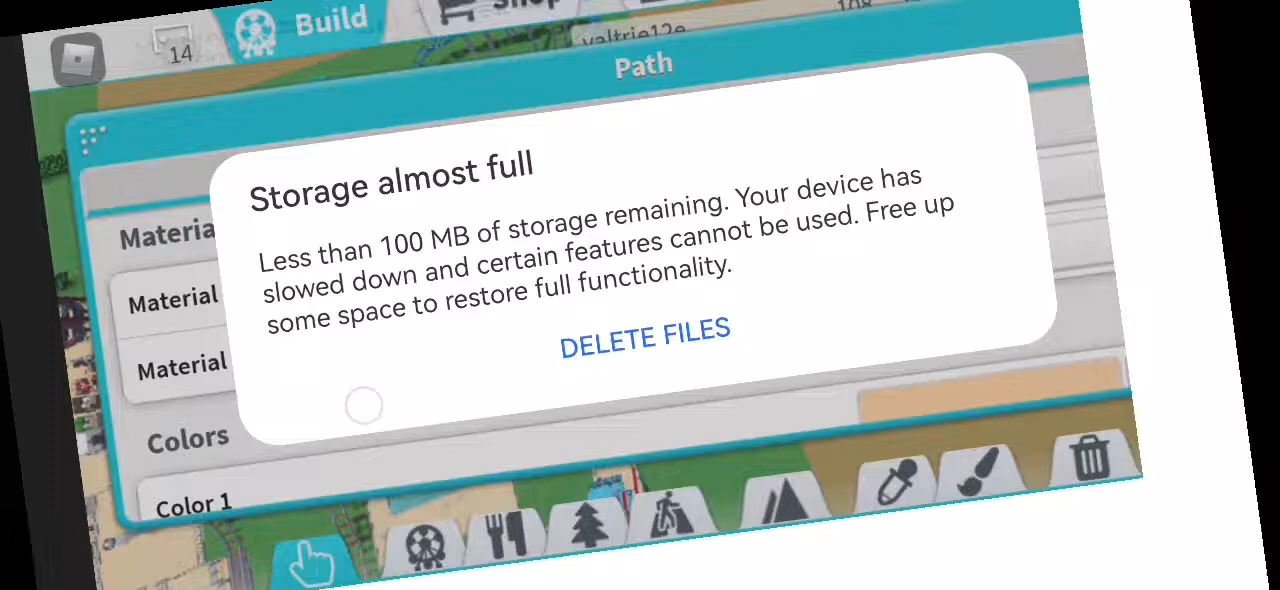 14
Build
Shop
valtrie12e
Path
Storage almost full
Less than 100 MB of storage remaining. Your device has
slowed down and certain features cannot be used. Free up
some space to restore full functionality.
DELETE FILES
Materia
Material
Material
Colors
Color 1